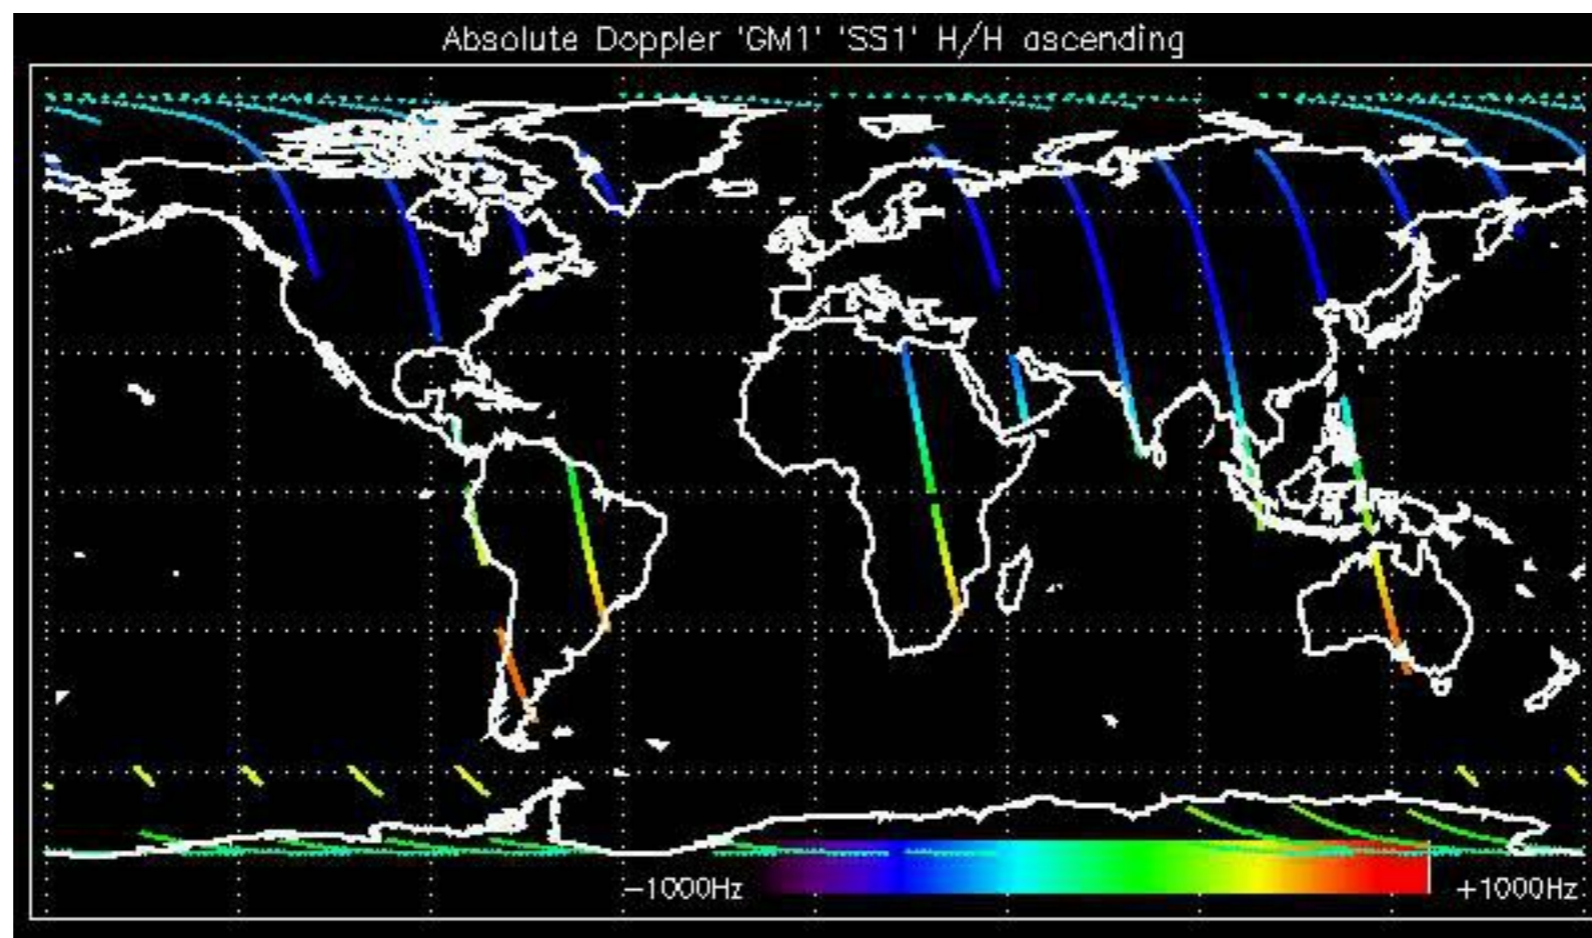 Absolute Doppler 'GM1' 'SS1' H/H ascending
−1000Hz
+1000Hz